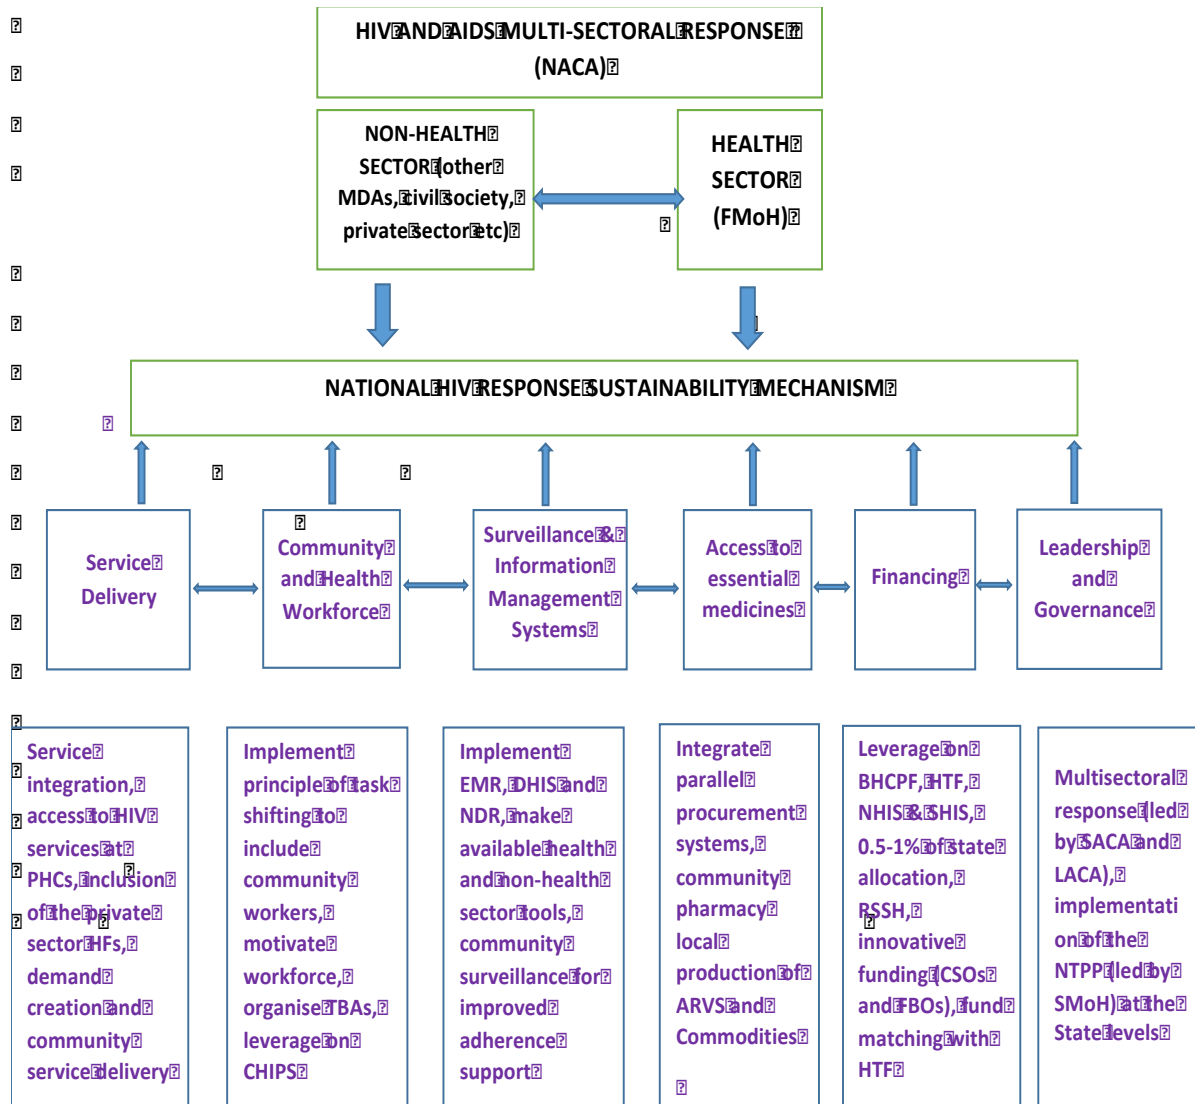 HIV AND AIDS MULTI-SECTORAL RESPONSE
(NACA)
NON-HEALTH
SECTOR (other
MDAs, civil society,
private sector etc)
HEALTH
SECTOR
(FMoH)
NATIONAL HIV RESPONSE SUSTAINABILITY MECHANISM
Service
Delivery
Community
and Health
Workforce
Surveillance &
Information
Management
Systems
Access to
essential
medicines
Financing
Leadership
and
Governance
Service
integration,
access to HIV
services at
PHCs, inclusion
of the private
sector HFs,
demand
creation and
community
service delivery
Implement
principle of task
shifting to
include
community
workers,
motivate
workforce,
organise TBAs,
leverage on
CHIPS
Implement
EMR, DHIS and
NDR, make
available health
and non-health
sector tools,
community
surveillance for
improved
adherence
support
Integrate
parallel
procurement
systems,
community
pharmacy
local
production of
ARVS and
Commodities
Leverage on
BHCPF, HTF,
NHIS & SHIS,
0.5-1% of state
allocation,
RSSH,
innovative
funding (CSOs
and FBOs), fund
matching with
HTF
Multisectoral
response (led
by SACA and
LACA),
implementati
on of the
NTPP (led by
SMoH) at the
State levels